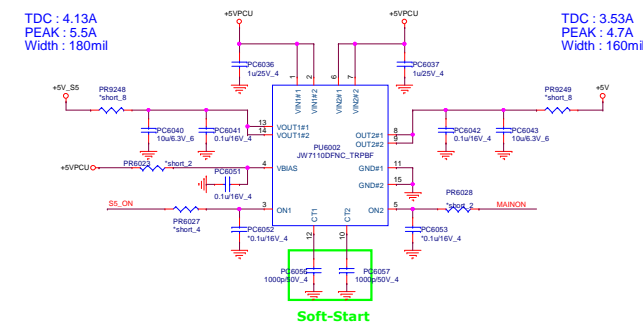 TDC : 4.13A
PEAK : 5.5A
Width : 180mil
+5VPCU
+5VPCU
TDC : 3.53A
PEAK : 4.7A
Width : 160mil
PC6036
1u/25V_4
PC6037
1u/25V_4
1
2
6
7
VIN1#1
VIN1#2
VIN2#1
VIN2#2
+5V_S5
PR9248
*short_8
PR9249
*short_8
+5V
PC6040
10u/6.3V_6
PC6041
0.1u/16V_4
13
14
VOUT1#1
VOUT1#2
OUT2#1
OUT2#2
8
9
PC6042
0.1u/16V_4
PC6043
10u/6.3V_6
PU6002
JW7110DFNC_TRPBF
+5VPCU
PR6023
*short_2
4
VBIAS
GND#1
11
GND#2
15
PC6051
0.1u/16V_4
S5_ON
PR6027
*short_4
3
ON1
CT1
CT2
ON2
5
PR6028
*short_2
MAINON
PC6052
*0.1u/16V_4
12
10
PC6053
*0.1u/16V_4
PC6056
1000p/50V_4
PC6057
1000p/50V_4
Soft-Start